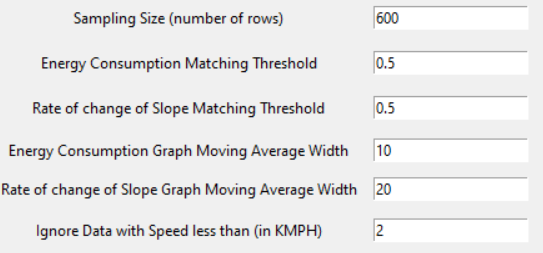 Sampling Size (number of rows) 600
Energy Consumption Matching Threshold 0.5
Rate of change of Slope Matching Threshold 0.5
Energy Consumption Graph Moving Average Width 10
Rate of change of Slope Graph Moving Average Width 20
Ignore Data with Speed less than (in KMPH) 2